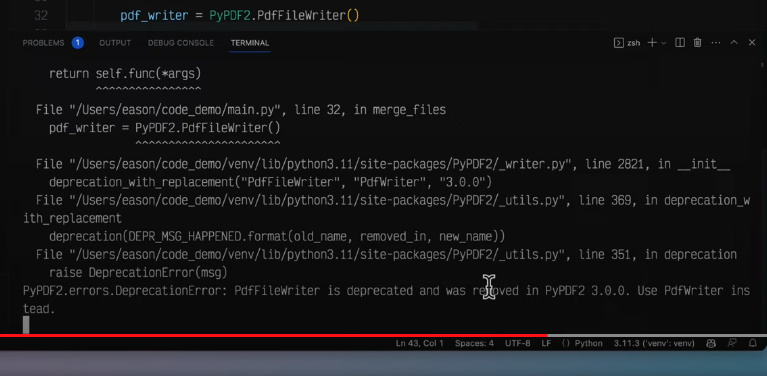 32 pdf_writer = PyPDF2.PdfFileWriter()
PROBLEMS 1 OUTPUT DEBUG CONSOLE TERMINAL zsh
return self.func(*args)
^^^^^^^^^^^^^^^^
File "/Users/eason/code_demo/main.py", line 32, in merge_files
pdf_writer = PyPDF2.PdfFileWriter()
^^^^^^^^^^^^^^^^^^^^^^
File "/Users/eason/code_demo/venv/lib/python3.11/site-packages/PyPDF2/_writer.py", line 2821, in __init__
deprecation_with_replacement("PdfFileWriter", "PdfWriter", "3.0.0")
File "/Users/eason/code_demo/venv/lib/python3.11/site-packages/PyPDF2/_utils.py", line 369, in deprecation_w
ith_replacement
deprecation(DEPR_MSG_HAPPENED.format(old_name, removed_in, new_name))
File "/Users/eason/code_demo/venv/lib/python3.11/site-packages/PyPDF2/_utils.py", line 351, in deprecation
raise DeprecationError(msg)
PyPDF2.errors.DeprecationError: PdfFileWriter is deprecated and was removed in PyPDF2 3.0.0. Use PdfWriter ins
tead.
Ln 43, Col 1 Spaces: 4 UTF-8 LF Python 3.11.3 ('venv': venv)